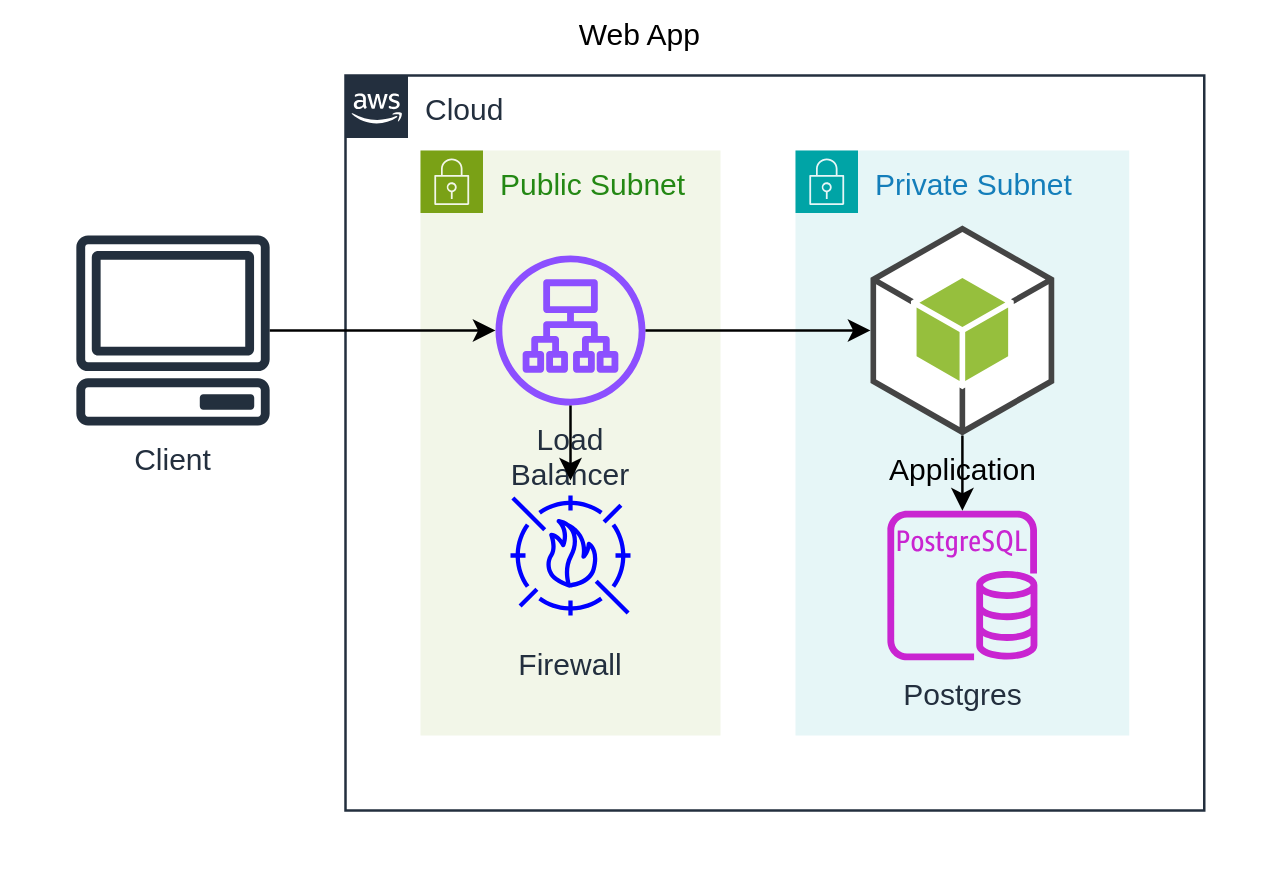 Web App
aws
Cloud
Public Subnet
Private Subnet
Client
Load
Balancer
Application
PostgreSQL
Firewall
Postgres